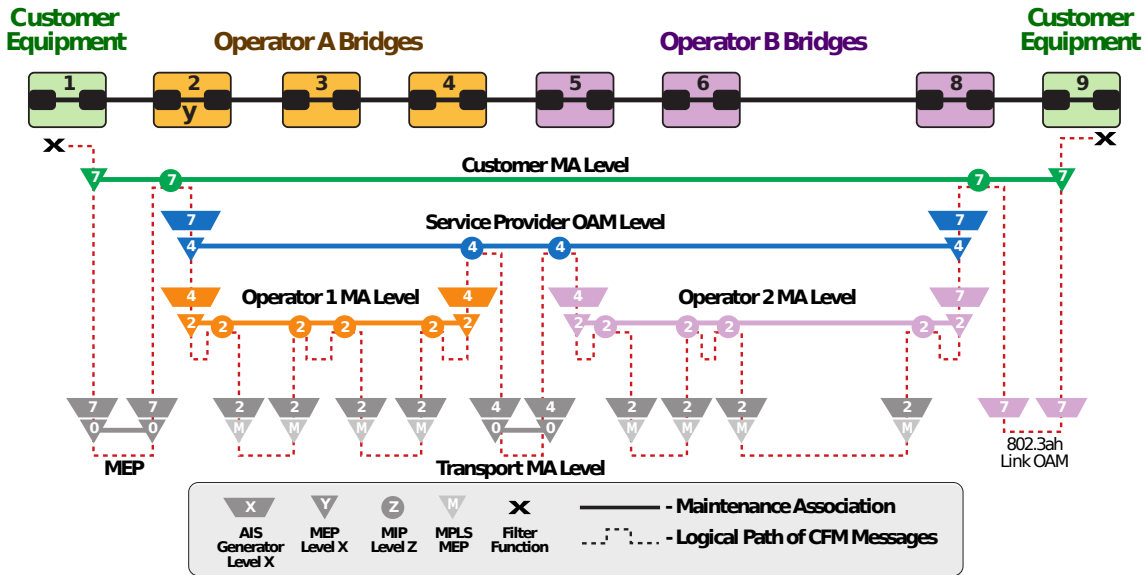 Customer
Equipment
Operator A Bridges
Operator B Bridges
Customer
Equipment
1
2
3
4
5
6
8
9
y
Customer MA Level
7
7
7
7
7
Service Provider OAM Level
7
4
4
4
4
4
Operator 1 MA Level
4
4
Operator 2 MA Level
7
2
2
2
2
2
2
2
2
2
2
2
2
7
7
2
2
2
2
4
4
2
2
2
2
7
7
0
0
M
M
M
M
0
0
M
M
M
M
MEP
Transport MA Level
802.3ah
Link OAM
X
Y
Z
M
- Maintenance Association
AIS
Generator
Level X
MEP
Level X
MIP
Level Z
MPLS
MEP
Filter
Function
- Logical Path of CFM Messages